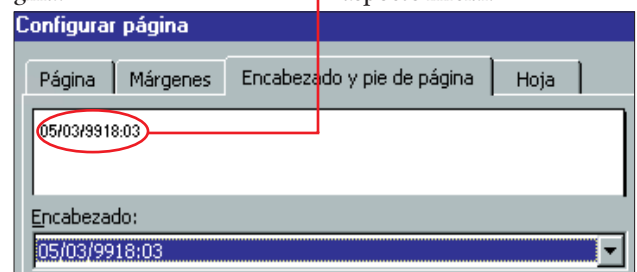 Configurar página
Página Márgenes Encabezado y pie de página Hoja
05/03/9918:03
Encabezado:
05/03/9918:03